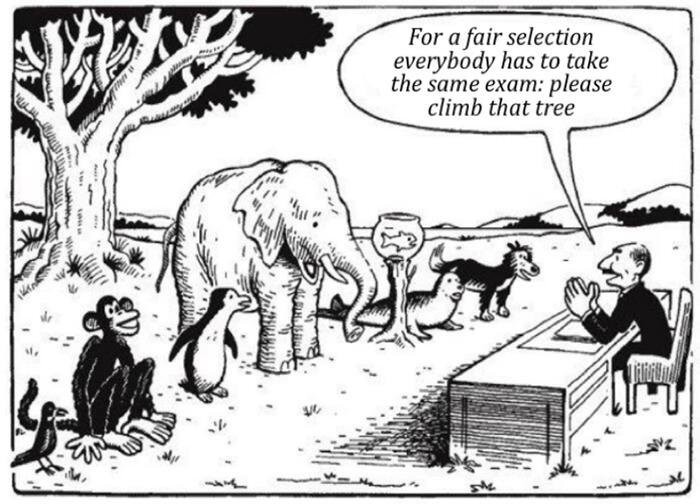 For a fair selection
everybody has to take
the same exam: please
climb that tree